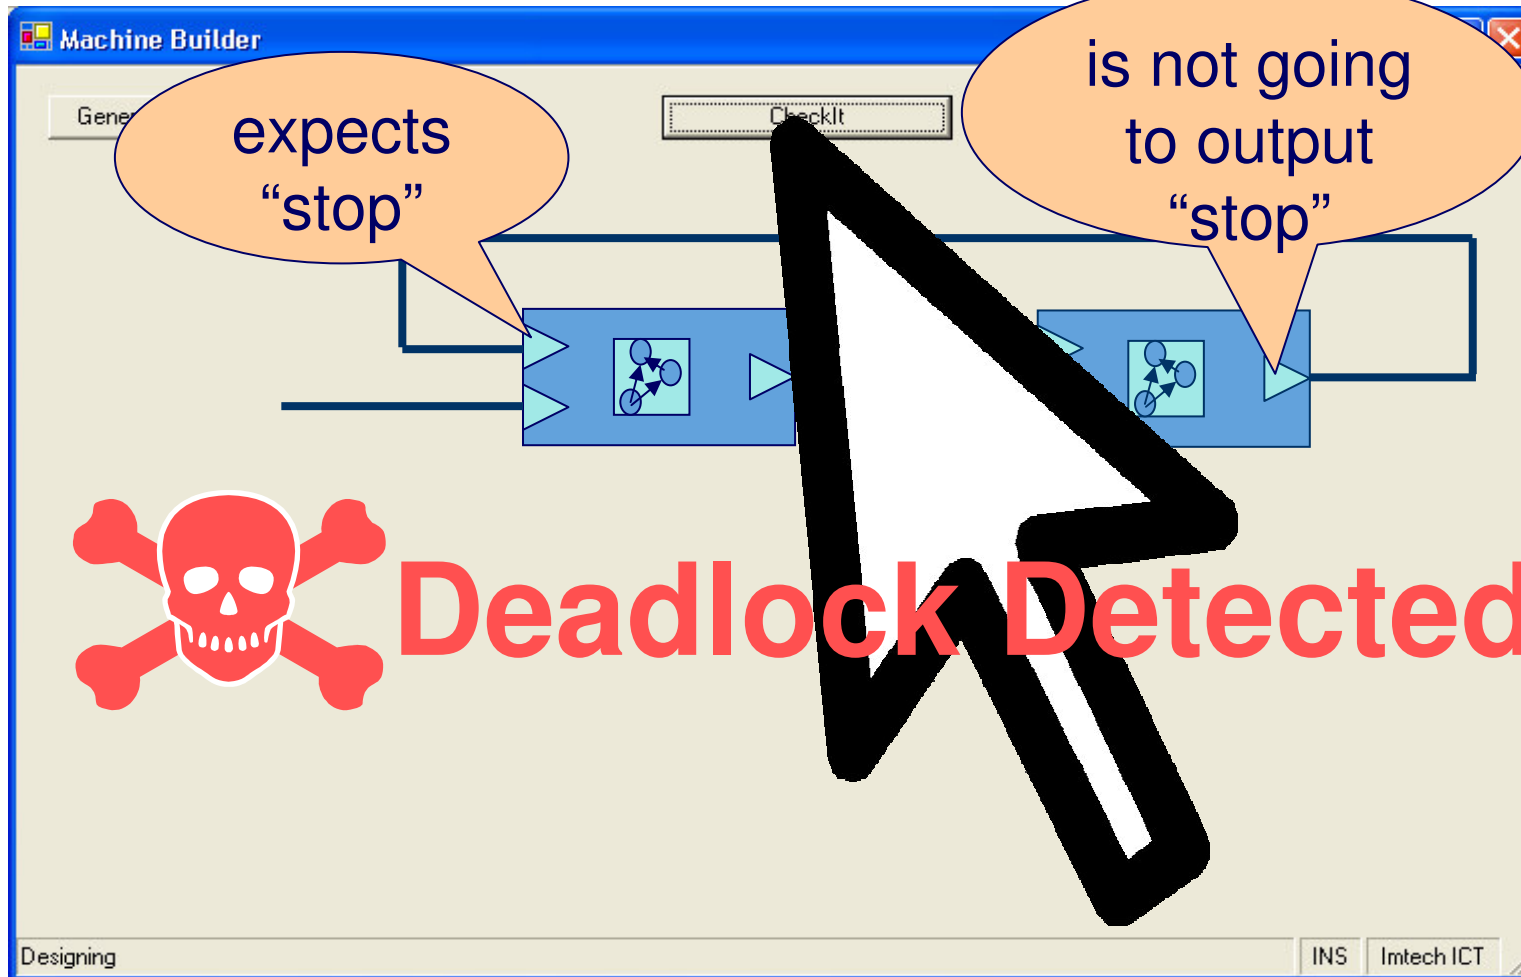 Machine Builder
is not going
to output
“stop”
expects
“stop”
CheckIt
Deadlock Detected
Designing
INS
Imtech ICT